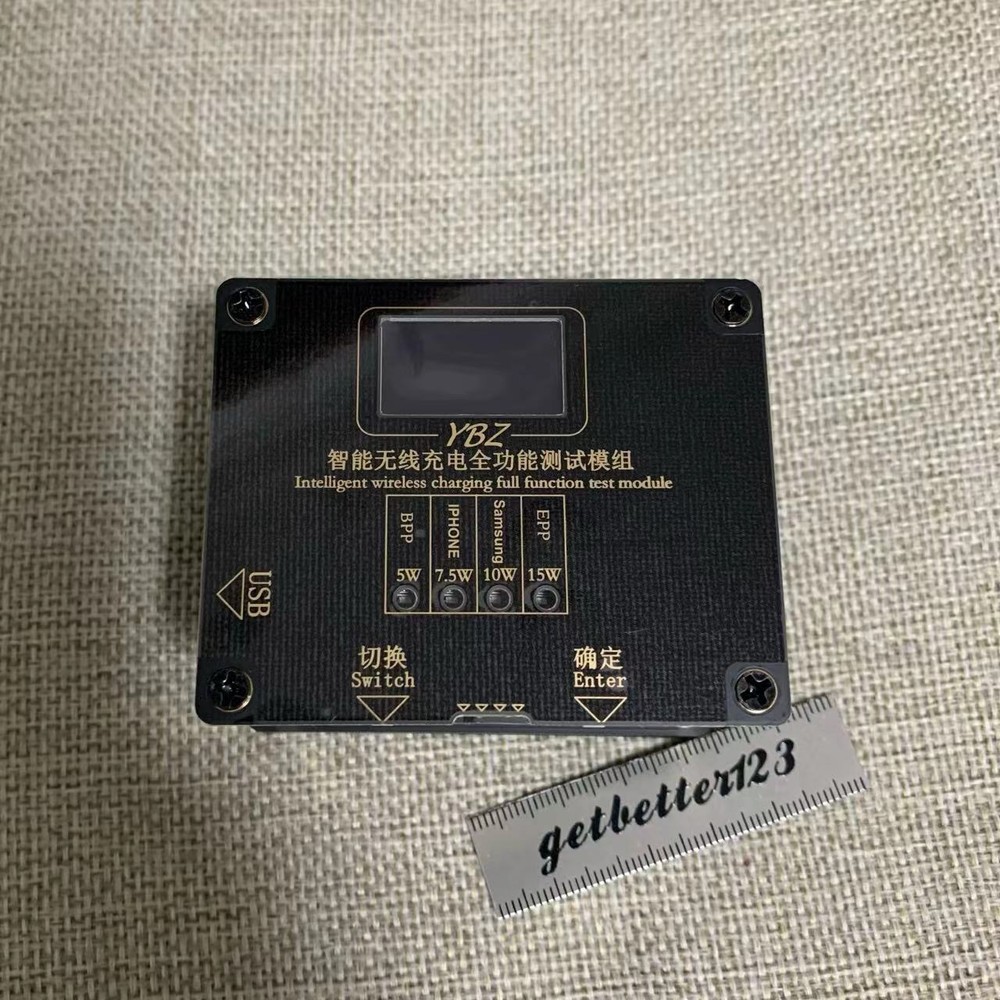 YBZ
智能无线充电全功能测试模组
Intelligent wireless charging full function test module
BPP
IPHONE
Samsung
EPP
5W
7.5W
10W
15W
USB
切换
Switch
确定
Enter
getbetter123